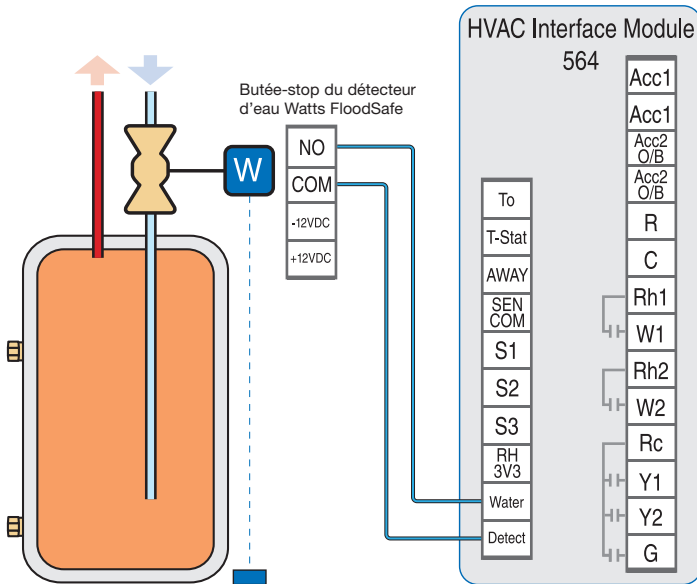 HVAC Interface Module
564
Butée-stop du détecteur
d'eau Watts FloodSafe
W
NO
COM
-12VDC
+12VDC
To
T-Stat
AWAY
SEN
COM
S1
S2
S3
RH
3V3
Water
Detect
Acc1
Acc1
Acc2
O/B
Acc2
O/B
R
C
Rh1
W1
Rh2
W2
Rc
Y1
Y2
G